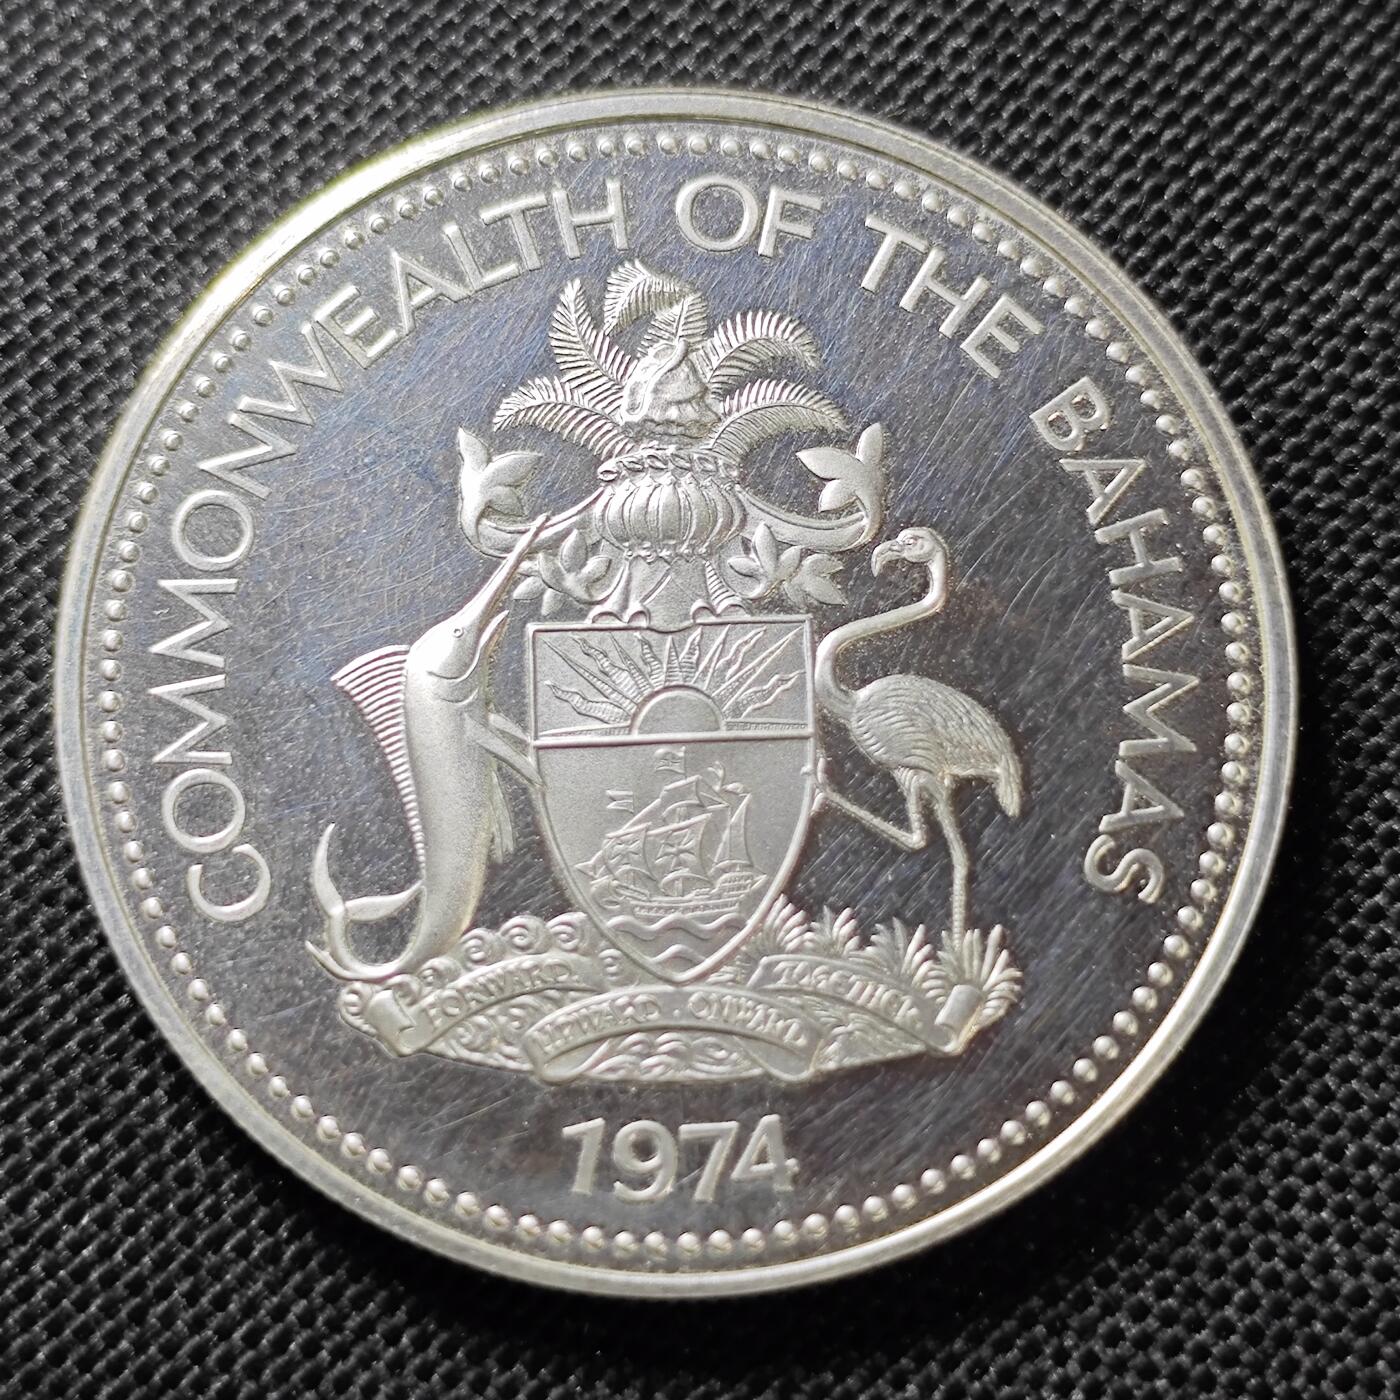 COMMONWEALTH OF THE BAHAMAS
FORWARD UPWARD · ONWARD TOGETHER
1974